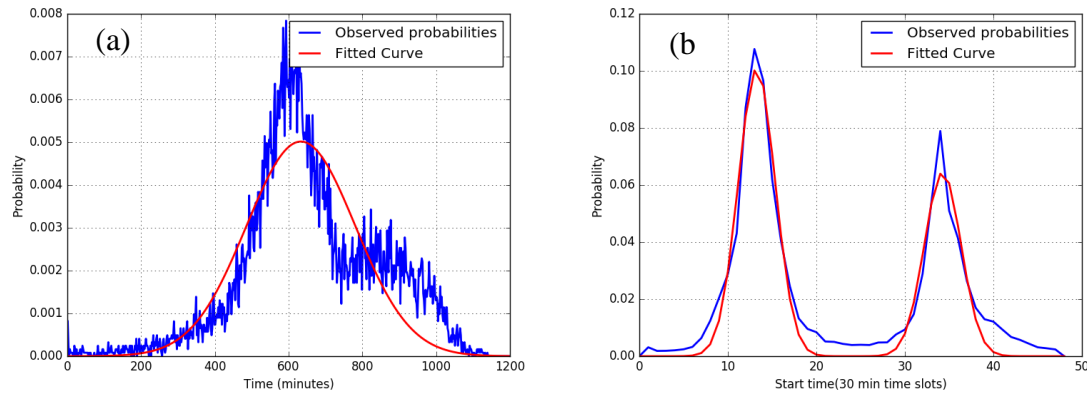 (a)
Observed probabilities
Fitted Curve
0.008
0.007
0.006
0.005
0.004
0.003
0.002
0.001
0.000
Probability
0 200 400 600 800 1000 1200
Time (minutes)
(b)
Observed probabilities
Fitted Curve
0.12
0.10
0.08
0.06
0.04
0.02
0.00
Probability
0 10 20 30 40 50
Start time(30 min time slots)